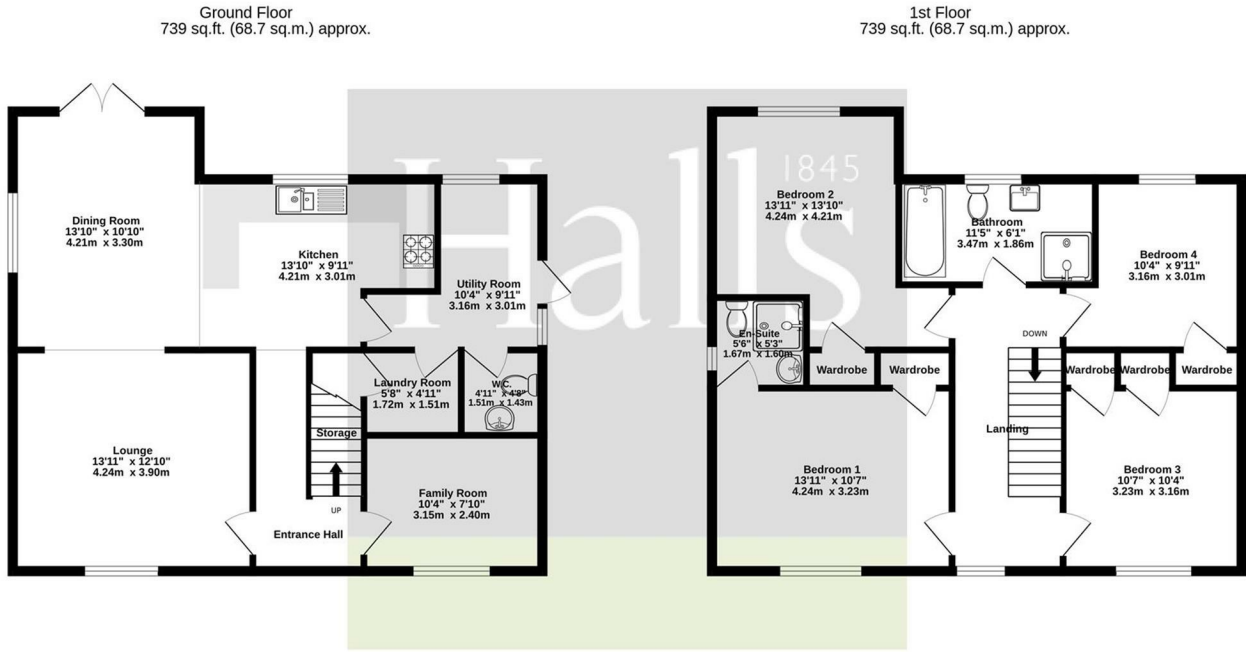 Ground Floor
739 sq.ft. (68.7 sq.m.) approx.
1st Floor
739 sq.ft. (68.7 sq.m.) approx.
Halls
1845
Dining Room
13'10" x 10'10"
4.21m x 3.30m
Kitchen
13'10" x 9'11"
4.21m x 3.01m
Utility Room
10'4" x 9'11"
3.16m x 3.01m
Laundry Room
5'8" x 4'11"
1.72m x 1.51m
W.C.
4'11" x 4'8"
1.51m x 1.43m
Storage
Lounge
13'11" x 12'10"
4.24m x 3.90m
Family Room
10'4" x 7'10"
3.15m x 2.40m
UP
Entrance Hall
Bedroom 2
13'11" x 13'10"
4.24m x 4.21m
Bathroom
11'5" x 6'1"
3.47m x 1.86m
Bedroom 4
10'4" x 9'11"
3.16m x 3.01m
En-Suite
5'6" x 5'3"
1.67m x 1.60m
DOWN
Wardrobe
Wardrobe
Wardrobe
Wardrobe
Wardrobe
Landing
Bedroom 1
13'11" x 10'7"
4.24m x 3.23m
Bedroom 3
10'7" x 10'4"
3.23m x 3.16m